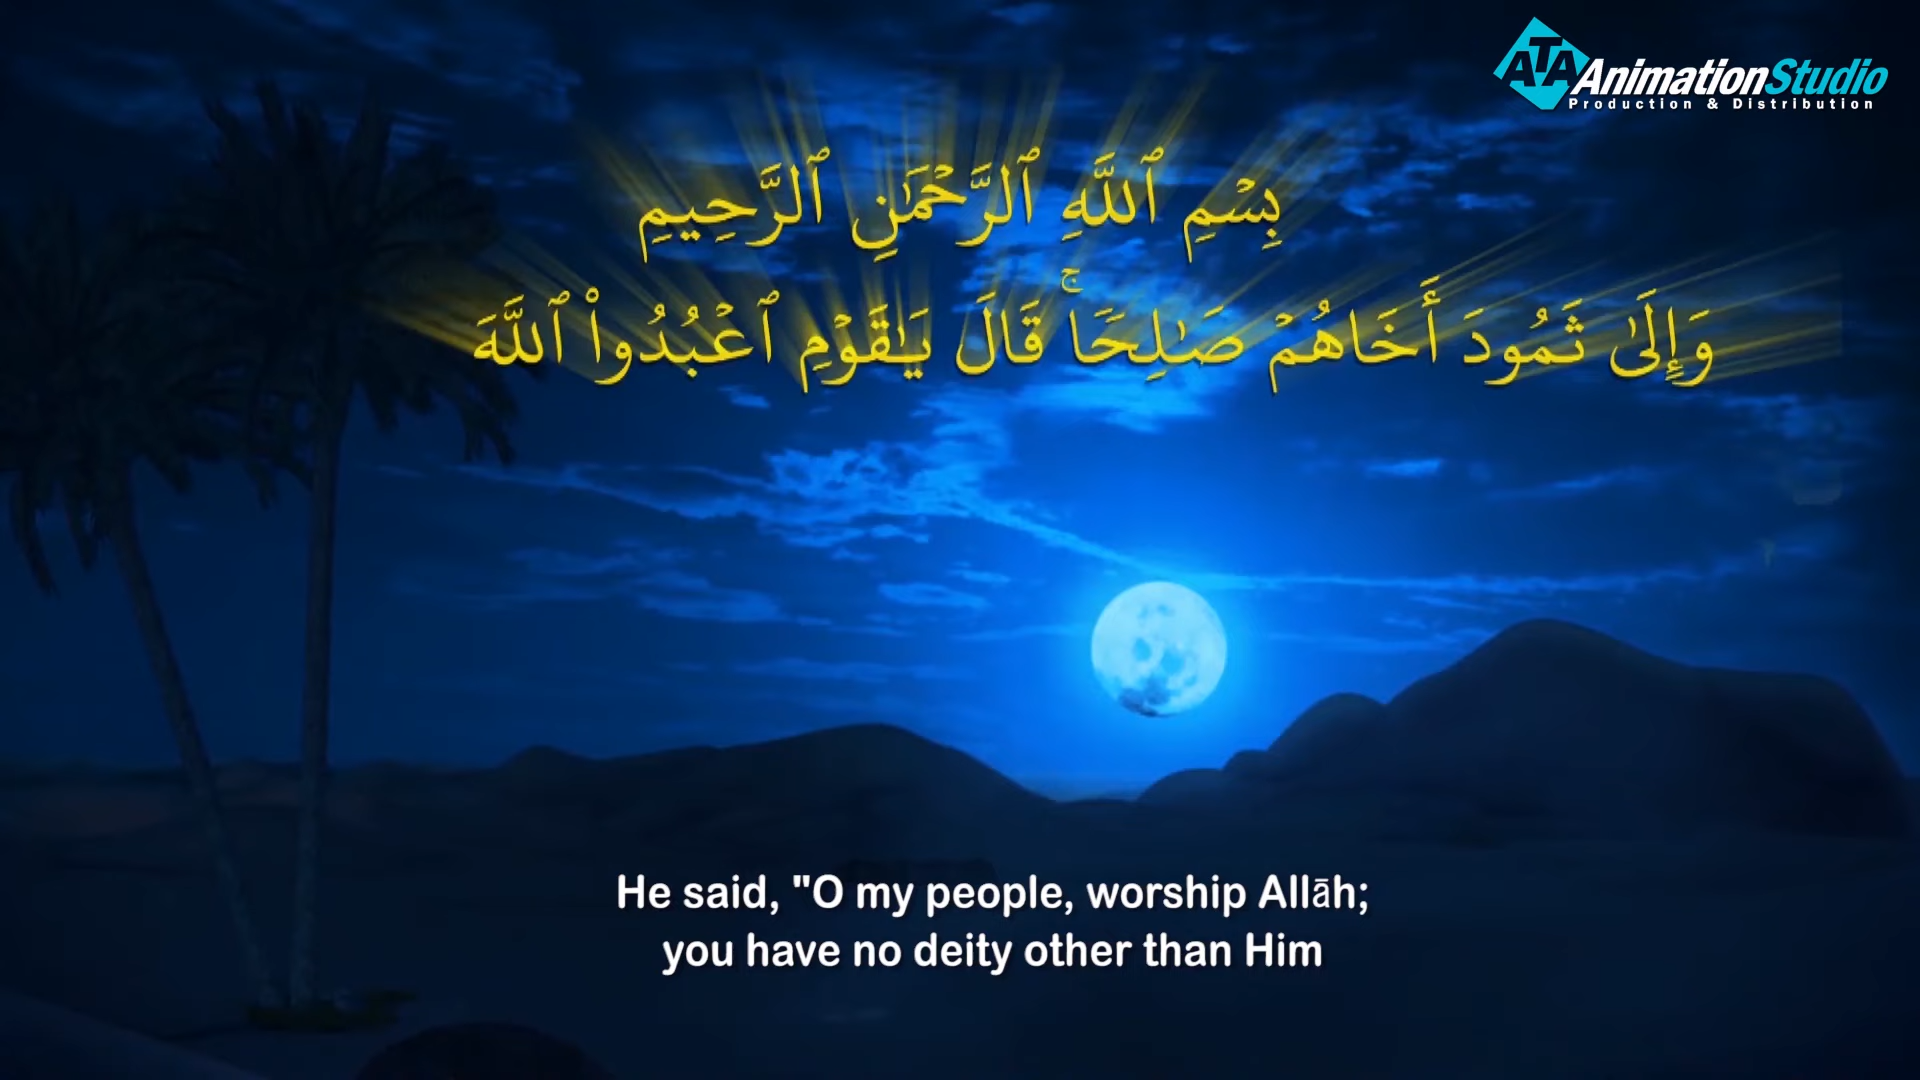 ATA AnimationStudio
Production & Distribution
بِسْمِ ٱللَّهِ ٱلرَّحْمَـٰنِ ٱلرَّحِيمِ
وَإِلَىٰ ثَمُودَ أَخَاهُمْ صَـٰلِحًا ۚ قَالَ يَـٰقَوْمِ ٱعْبُدُوا۟ ٱللَّهَ
He said, "O my people, worship Allāh;
you have no deity other than Him